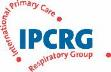 International Primary Care
IPCRG
Respiratory Group